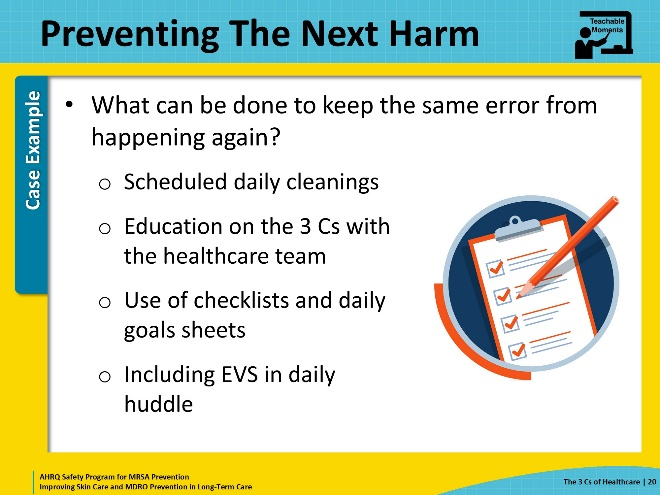 Preventing The Next Harm
Teachable
Moments
Case Example
• What can be done to keep the same error from
happening again?
o Scheduled daily cleanings
o Education on the 3 Cs with
the healthcare team
o Use of checklists and daily
goals sheets
o Including EVS in daily
huddle
AHRQ Safety Program for MRSA Prevention
Improving Skin Care and MDRO Prevention in Long-Term Care
The 3 Cs of Healthcare | 20